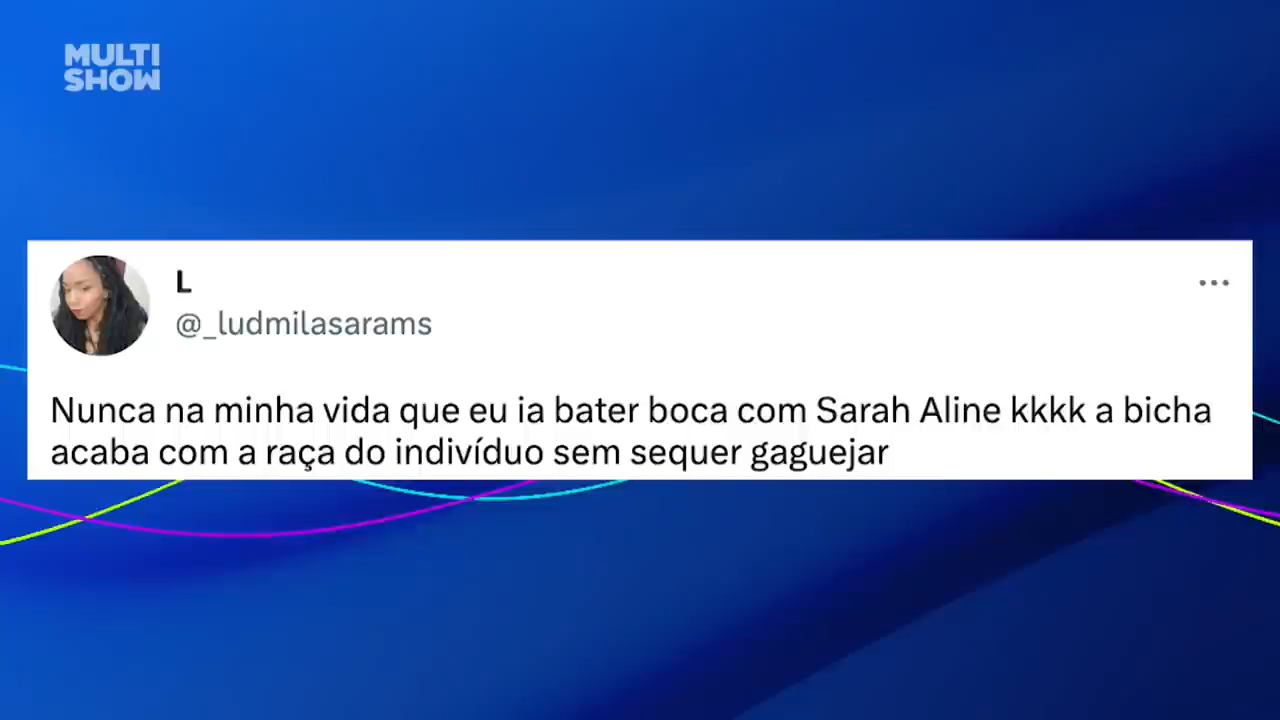 MULTI
SHOW
L
@_ludmilasarams
Nunca na minha vida que eu ia bater boca com Sarah Aline kkkk a bicha
acaba com a raça do indivíduo sem sequer gaguejar